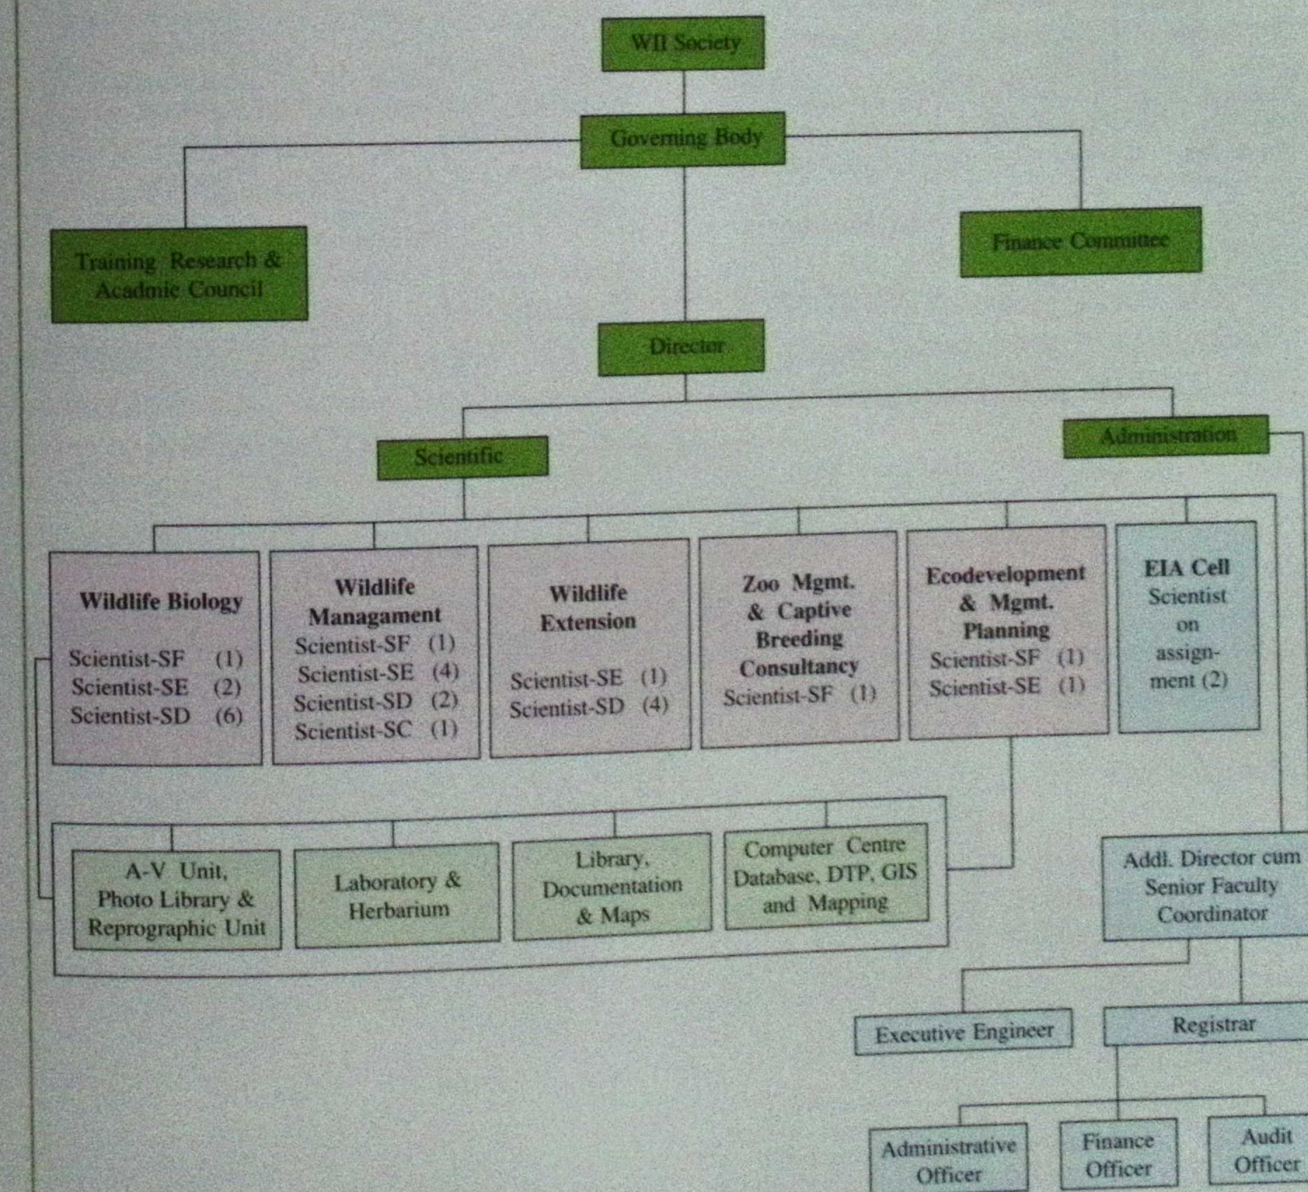 WII Society
Governing Body
Training Research &
Acadmic Council
Finance Committee
Director
Scientific
Administration
Wildlife Biology
Scientist-SF (1)
Scientist-SE (2)
Scientist-SD (6)
Wildlife
Managament
Scientist-SF (1)
Scientist-SE (4)
Scientist-SD (2)
Scientist-SC (1)
Wildlife
Extension
Scientist-SE (1)
Scientist-SD (4)
Zoo Mgmt.
& Captive
Breeding
Consultancy
Scientist-SF (1)
Ecodevelopment
& Mgmt.
Planning
Scientist-SF (1)
Scientist-SE (1)
EIA Cell
Scientist
on
assign-
ment (2)
A-V Unit,
Photo Library &
Reprographic Unit
Laboratory &
Herbarium
Library,
Documentation
& Maps
Computer Centre
Database, DTP, GIS
and Mapping
Addl. Director cum
Senior Faculty
Coordinator
Executive Engineer
Registrar
Administrative
Officer
Finance
Officer
Audit
Officer